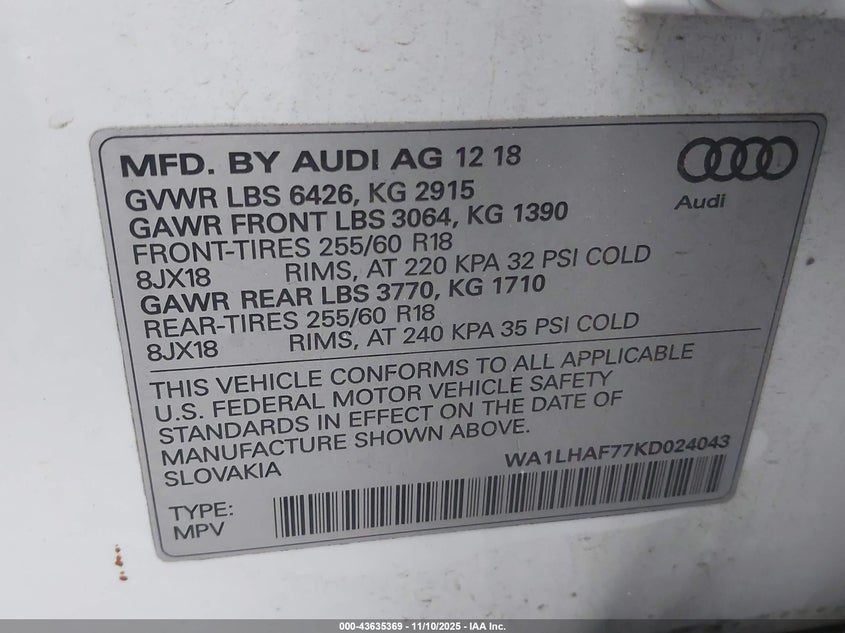 MFD. BY AUDI AG 12 18
Audi
GVWR LBS 6426, KG 2915
GAWR FRONT LBS 3064, KG 1390
FRONT-TIRES 255/60 R18
8JX18 RIMS, AT 220 KPA 32 PSI COLD
GAWR REAR LBS 3770, KG 1710
REAR-TIRES 255/60 R18
8JX18 RIMS, AT 240 KPA 35 PSI COLD
THIS VEHICLE CONFORMS TO ALL APPLICABLE
U.S. FEDERAL MOTOR VEHICLE SAFETY
STANDARDS IN EFFECT ON THE DATE OF
MANUFACTURE SHOWN ABOVE.
SLOVAKIA
WA1LHAF77KD024043
TYPE:
MPV
000-43635369 - 11/10/2025 - IAA Inc.